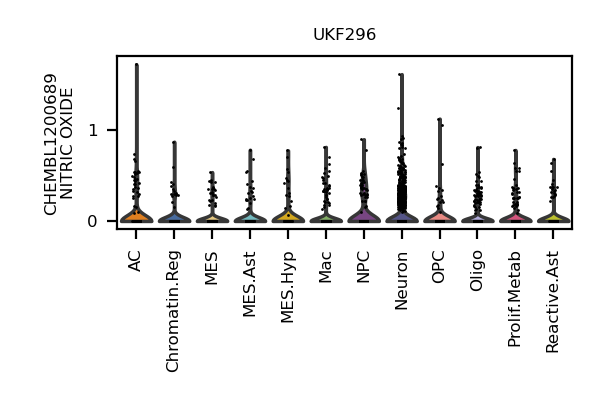 UKF296
CHEMBL1200689
NITRIC OXIDE
1
0
AC
Chromatin.Reg
MES
MES.Ast
MES.Hyp
Mac
NPC
Neuron
OPC
Oligo
Prolif.Metab
Reactive.Ast